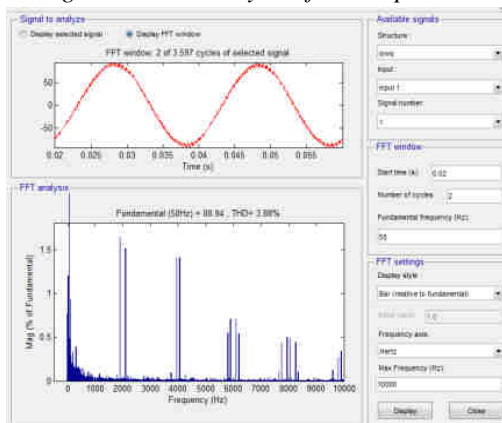 Signal to analyze
Display selected signal
Display FFT window
FFT window: 2 of 3.597 cycles of selected signal
50
0
-50
0.02
0.025
0.03
0.035
0.04
0.045
0.05
0.055
Time (s)
FFT analysis
Fundamental (50Hz) = 88.94 , THD= 3.88%
Mag (% of Fundamental)
1.5
1
0.5
0
0
1000
2000
3000
4000
5000
6000
7000
8000
9000
10000
Frequency (Hz)
Available signals
Structure :
Input :
input 1
Signal number:
1
FFT window
Start time (s): 0.02
Number of cycles: 2
Fundamental frequency (Hz):
50
FFT settings
Display style :
Bar (relative to fundamental)
1.0
Frequency axis:
Hertz
Max Frequency (Hz):
10000
Display
Close